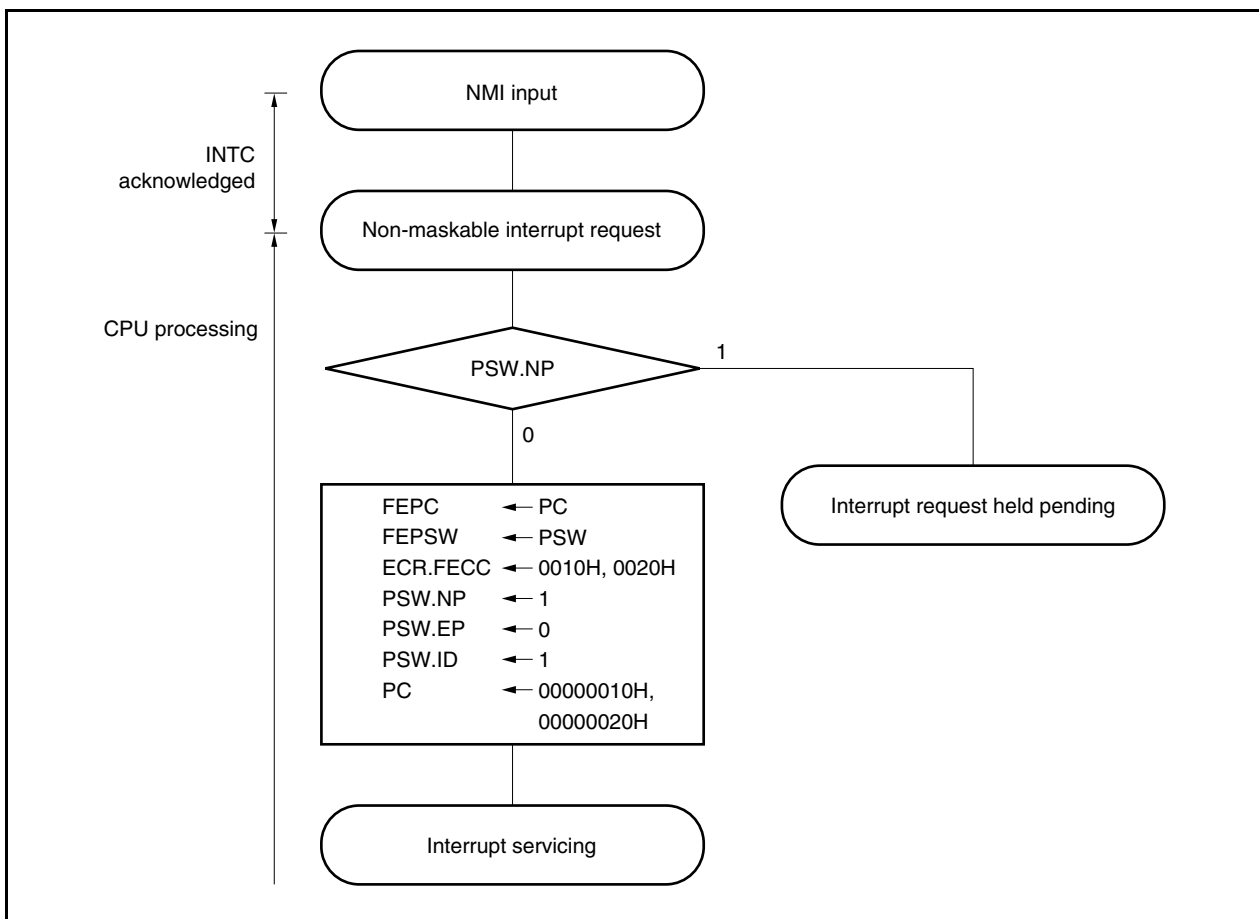 NMI input
INTC
acknowledged
Non-maskable interrupt request
CPU processing
PSW.NP
1
0
FEPC ← PC
FEPSW ← PSW
ECR.FECC ← 0010H, 0020H
PSW.NP ← 1
PSW.EP ← 0
PSW.ID ← 1
PC ← 00000010H,
00000020H
Interrupt request held pending
Interrupt servicing